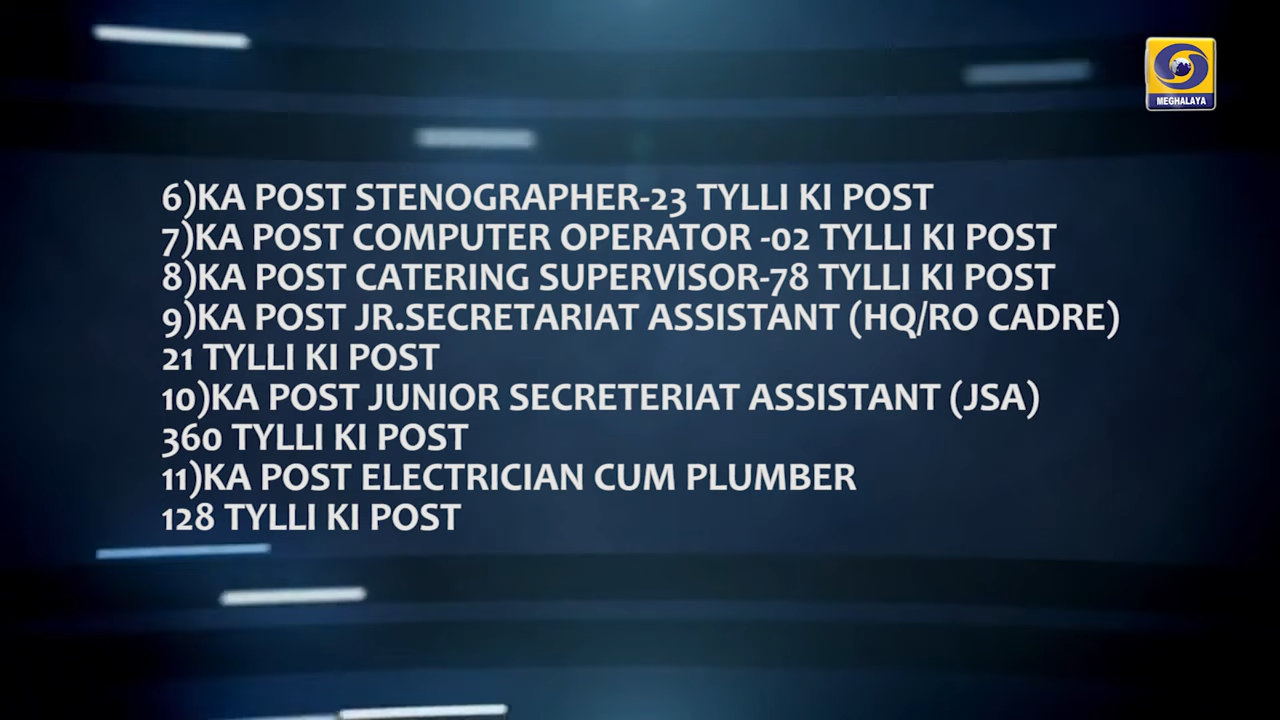 MEGHALAYA
6)KA POST STENOGRAPHER-23 TYLLI KI POST
7)KA POST COMPUTER OPERATOR -02 TYLLI KI POST
8)KA POST CATERING SUPERVISOR-78 TYLLI KI POST
9)KA POST JR.SECRETARIAT ASSISTANT (HQ/RO CADRE)
21 TYLLI KI POST
10)KA POST JUNIOR SECRETERIAT ASSISTANT (JSA)
360 TYLLI KI POST
11)KA POST ELECTRICIAN CUM PLUMBER
128 TYLLI KI POST